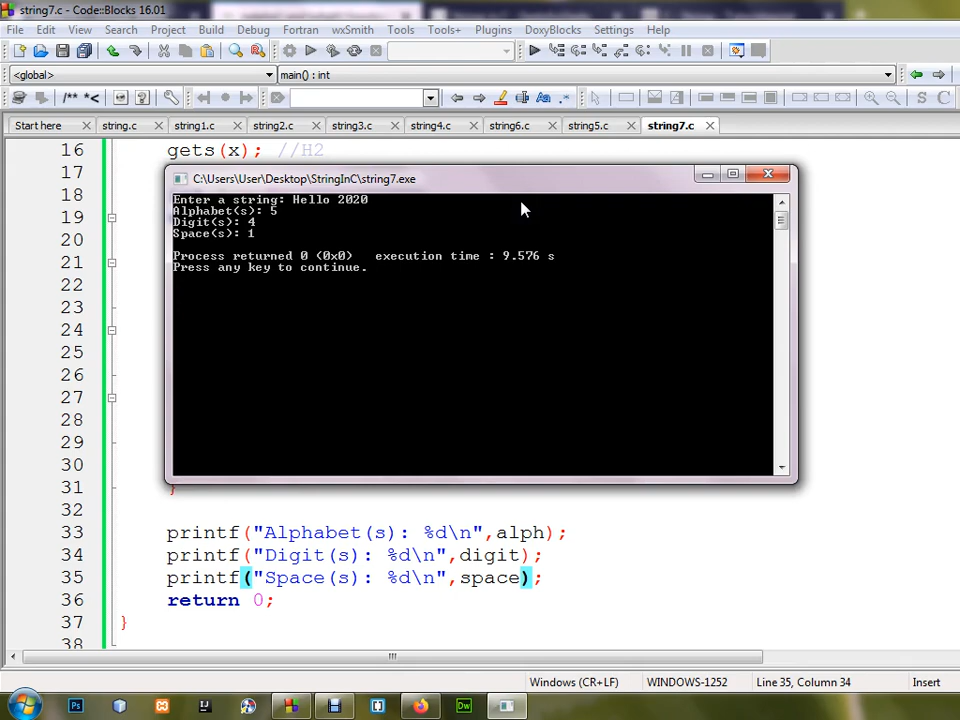 string7.c - Code::Blocks 16.01
File Edit View Search Project Build Debug Fortran wxSmith Tools Tools+ Plugins DoxyBlocks Settings Help
<global> main() : int
/** *<
S C
Start here string.c string1.c string2.c string3.c string4.c string6.c string5.c string7.c
16 gets(x); //H2
17
C:\Users\User\Desktop\StringInC\string7.exe
18
Enter a string: Hello 2020
Alphabet(s): 5
19
Digit(s): 4
Space(s): 1
20
21
Process returned 0 (0x0) execution time : 9.576 s
Press any key to continue.
22
23
24
25
26
27
28
29
30
31 }
32
33 printf("Alphabet(s): %d\n",alph);
34 printf("Digit(s): %d\n",digit);
35 printf("Space(s): %d\n",space);
36 return 0;
37 }
38
Windows (CR+LF) WINDOWS-1252 Line 35, Column 34 Insert
Ps IJ Dw